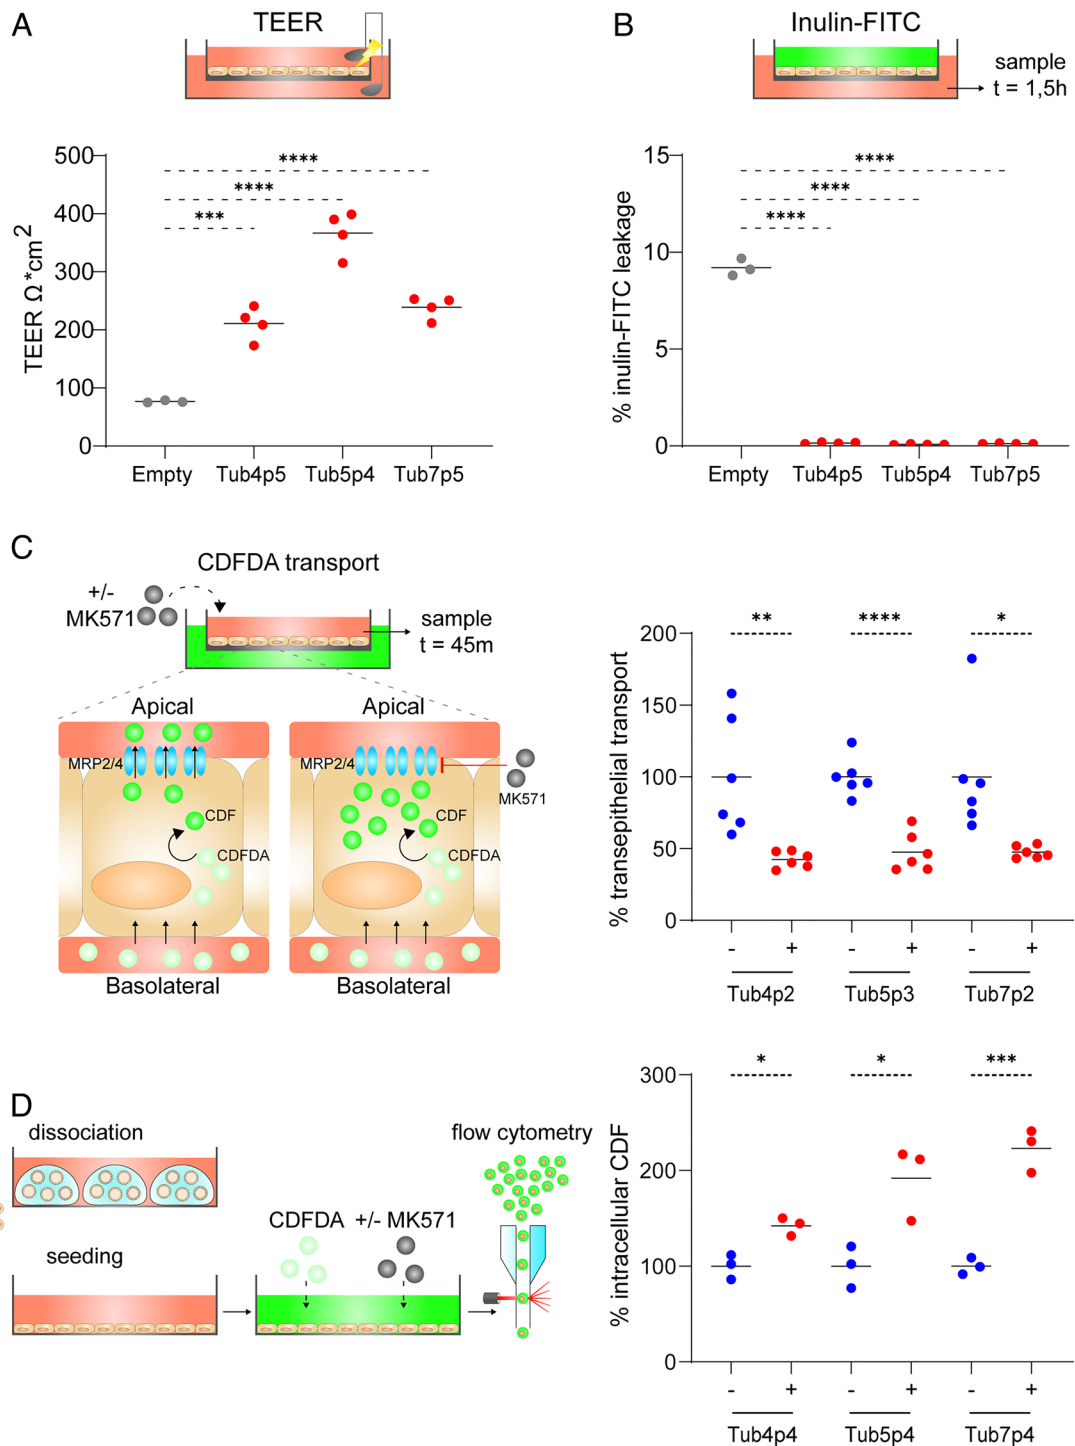 A
TEER
TEER Ω*cm2
500
400
300
200
100
0
****
****
***
Empty
Tub4p5
Tub5p4
Tub7p5
B
Inulin-FITC
sample
t = 1,5h
% inulin-FITC leakage
15
10
5
0
****
****
****
Empty
Tub4p5
Tub5p4
Tub7p5
C
CDFDA transport
+/-
MK571
sample
t = 45m
Apical
MRP2/4
CDF
CDFDA
Basolateral
Apical
MRP2/4
MK571
CDF
CDFDA
Basolateral
% transepithelial transport
200
150
100
50
0
**
****
*
- + - + - +
Tub4p2
Tub5p3
Tub7p2
D
dissociation
seeding
CDFDA +/- MK571
flow cytometry
% intracellular CDF
300
200
100
0
*
*
***
- + - + - +
Tub4p4
Tub5p4
Tub7p4